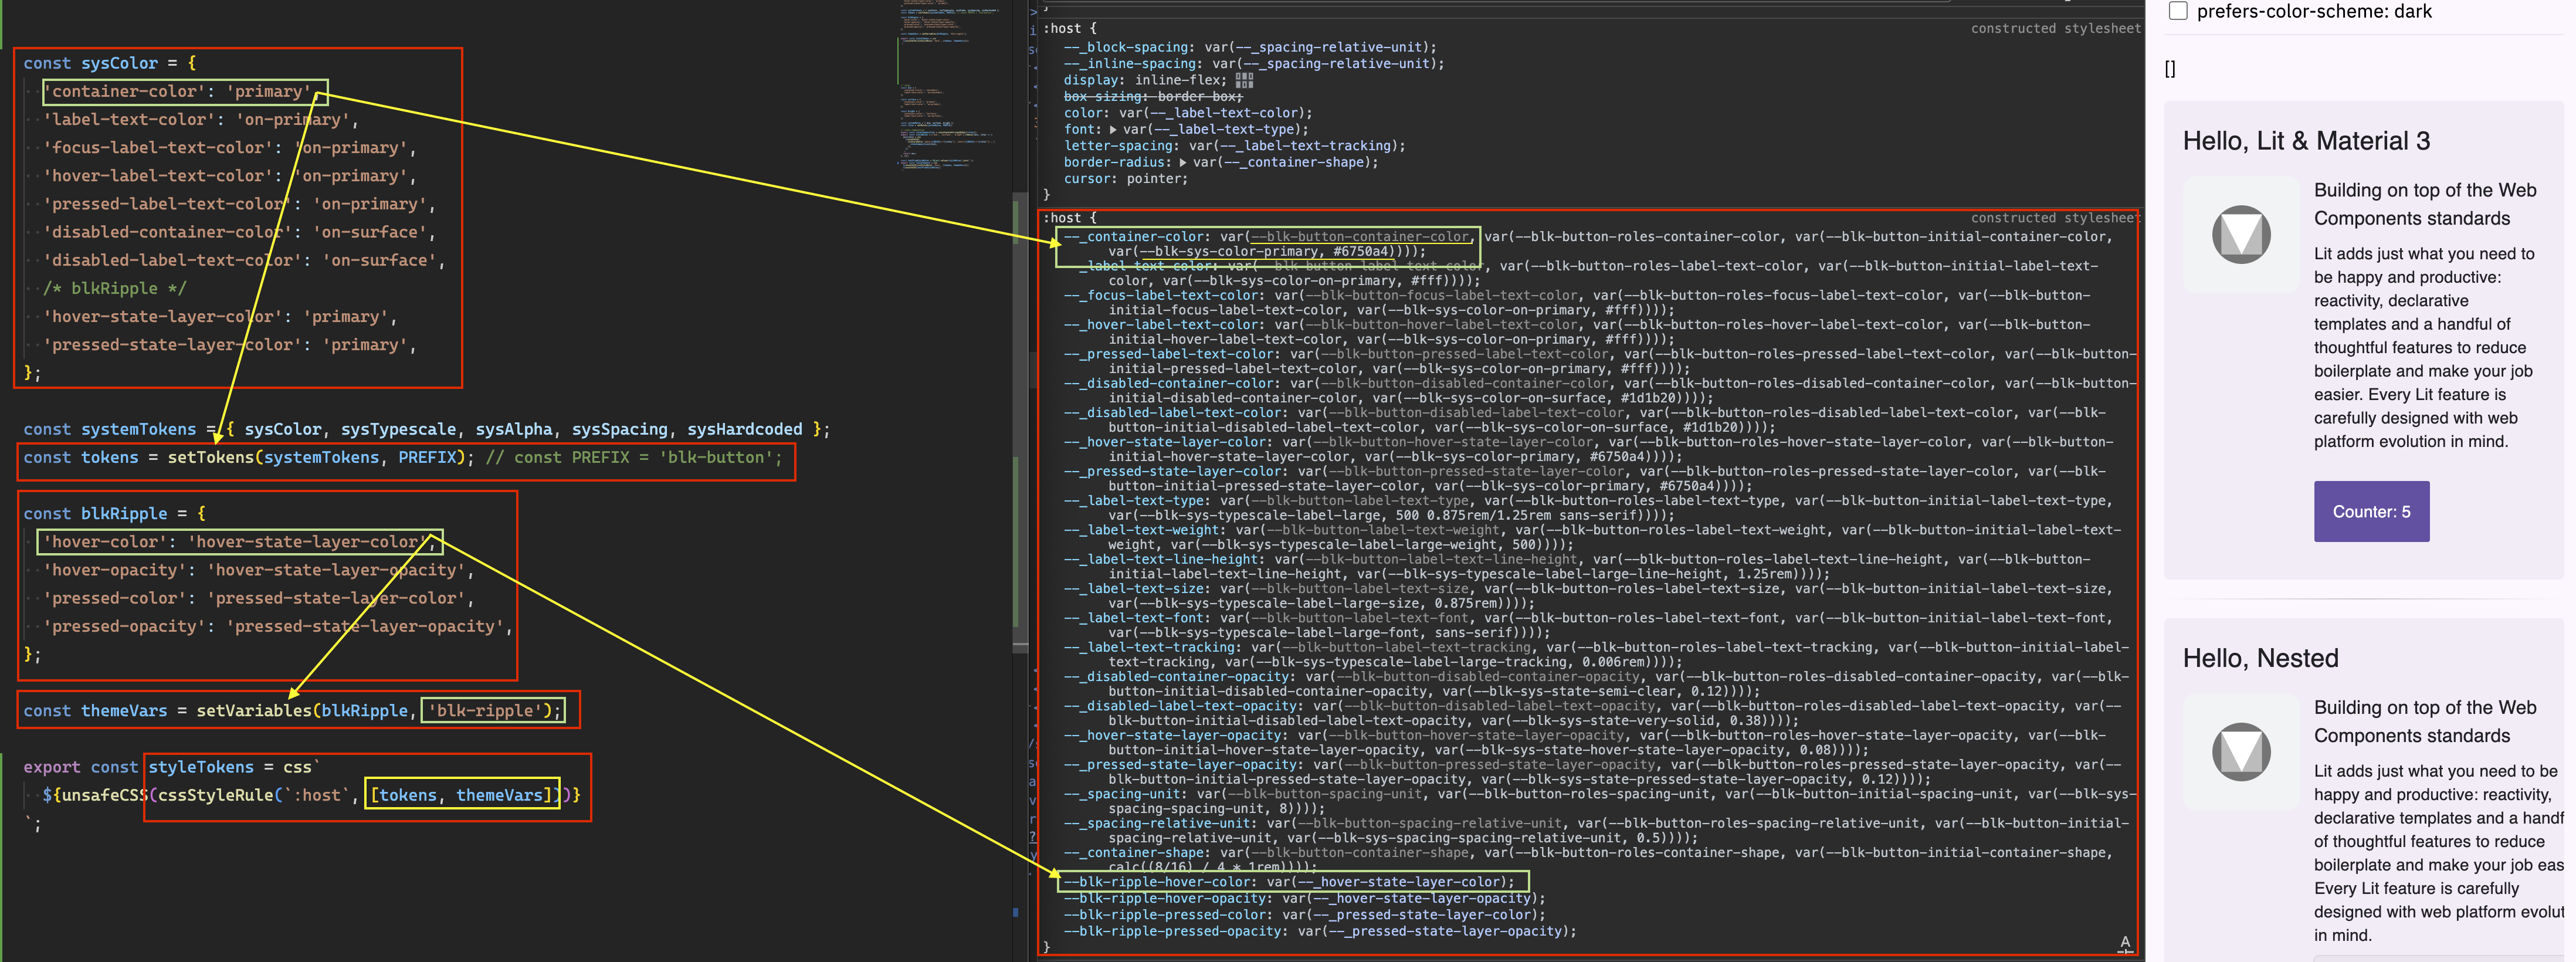 const sysColor = {
'container-color': 'primary',
'label-text-color': 'on-primary',
'focus-label-text-color': 'on-primary',
'hover-label-text-color': 'on-primary',
'pressed-label-text-color': 'on-primary',
'disabled-container-color': 'on-surface',
'disabled-label-text-color': 'on-surface',
/* blkRipple */
'hover-state-layer-color': 'primary',
'pressed-state-layer-color': 'primary',
};
const systemTokens = { sysColor, sysTypescale, sysAlpha, sysSpacing, sysHardcoded };
const tokens = setTokens(systemTokens, PREFIX); // const PREFIX = 'blk-button';
const blkRipple = {
'hover-color': 'hover-state-layer-color',
'hover-opacity': 'hover-state-layer-opacity',
'pressed-color': 'pressed-state-layer-color',
'pressed-opacity': 'pressed-state-layer-opacity',
};
const themeVars = setVariables(blkRipple, 'blk-ripple');
export const styleTokens = css`
${unsafeCSS(cssStyleRule(`:host`, [tokens, themeVars]))}
`;
:host {
constructed stylesheet
--_block-spacing: var(--_spacing-relative-unit);
--_inline-spacing: var(--_spacing-relative-unit);
display: inline-flex;
box-sizing: border-box;
color: var(--_label-text-color);
font: var(--_label-text-type);
letter-spacing: var(--_label-text-tracking);
border-radius: var(--_container-shape);
cursor: pointer;
}
:host {
constructed stylesheet
--_container-color: var(--blk-button-container-color, var(--blk-button-roles-container-color, var(--blk-button-initial-container-color,
var(--blk-sys-color-primary, #6750a4))));
--_label-text-color: var(--blk-button-label-text-color, var(--blk-button-roles-label-text-color, var(--blk-button-initial-label-text-
color, var(--blk-sys-color-on-primary, #fff))));
--_focus-label-text-color: var(--blk-button-focus-label-text-color, var(--blk-button-roles-focus-label-text-color, var(--blk-button-
initial-focus-label-text-color, var(--blk-sys-color-on-primary, #fff))));
--_hover-label-text-color: var(--blk-button-hover-label-text-color, var(--blk-button-roles-hover-label-text-color, var(--blk-button-
initial-hover-label-text-color, var(--blk-sys-color-on-primary, #fff))));
--_pressed-label-text-color: var(--blk-button-pressed-label-text-color, var(--blk-button-roles-pressed-label-text-color, var(--blk-button-
initial-pressed-label-text-color, var(--blk-sys-color-on-primary, #fff))));
--_disabled-container-color: var(--blk-button-disabled-container-color, var(--blk-button-roles-disabled-container-color, var(--blk-button-
initial-disabled-container-color, var(--blk-sys-color-on-surface, #1d1b20))));
--_disabled-label-text-color: var(--blk-button-disabled-label-text-color, var(--blk-button-roles-disabled-label-text-color, var(--blk-
button-initial-disabled-label-text-color, var(--blk-sys-color-on-surface, #1d1b20))));
--_hover-state-layer-color: var(--blk-button-hover-state-layer-color, var(--blk-button-roles-hover-state-layer-color, var(--blk-button-
initial-hover-state-layer-color, var(--blk-sys-color-primary, #6750a4))));
--_pressed-state-layer-color: var(--blk-button-pressed-state-layer-color, var(--blk-button-roles-pressed-state-layer-color, var(--blk-
button-initial-pressed-state-layer-color, var(--blk-sys-color-primary, #6750a4))));
--_label-text-type: var(--blk-button-label-text-type, var(--blk-button-roles-label-text-type, var(--blk-button-initial-label-text-type,
var(--blk-sys-typescale-label-large, 500 0.875rem/1.25rem sans-serif))));
--_label-text-weight: var(--blk-button-label-text-weight, var(--blk-button-roles-label-text-weight, var(--blk-button-initial-label-text-
weight, var(--blk-sys-typescale-label-large-weight, 500))));
--_label-text-line-height: var(--blk-button-label-text-line-height, var(--blk-button-roles-label-text-line-height, var(--blk-button-
initial-label-text-line-height, var(--blk-sys-typescale-label-large-line-height, 1.25rem))));
--_label-text-size: var(--blk-button-label-text-size, var(--blk-button-roles-label-text-size, var(--blk-button-initial-label-text-size,
var(--blk-sys-typescale-label-large-size, 0.875rem))));
--_label-text-font: var(--blk-button-label-text-font, var(--blk-button-roles-label-text-font, var(--blk-button-initial-label-text-font,
var(--blk-sys-typescale-label-large-font, sans-serif))));
--_label-text-tracking: var(--blk-button-label-text-tracking, var(--blk-button-roles-label-text-tracking, var(--blk-button-initial-label-
text-tracking, var(--blk-sys-typescale-label-large-tracking, 0.006rem))));
--_disabled-container-opacity: var(--blk-button-disabled-container-opacity, var(--blk-button-roles-disabled-container-opacity, var(--blk-
button-initial-disabled-container-opacity, var(--blk-sys-state-semi-clear, 0.12))));
--_disabled-label-text-opacity: var(--blk-button-disabled-label-text-opacity, var(--blk-button-roles-disabled-label-text-opacity, var(--
blk-button-initial-disabled-label-text-opacity, var(--blk-sys-state-very-solid, 0.38))));
--_hover-state-layer-opacity: var(--blk-button-hover-state-layer-opacity, var(--blk-button-roles-hover-state-layer-opacity, var(--blk-
button-initial-hover-state-layer-opacity, var(--blk-sys-state-hover-state-layer-opacity, 0.08))));
--_pressed-state-layer-opacity: var(--blk-button-pressed-state-layer-opacity, var(--blk-button-roles-pressed-state-layer-opacity, var(--
blk-button-initial-pressed-state-layer-opacity, var(--blk-sys-state-pressed-state-layer-opacity, 0.12))));
--_spacing-unit: var(--blk-button-spacing-unit, var(--blk-button-roles-spacing-unit, var(--blk-button-initial-spacing-unit, var(--blk-sys-
spacing-spacing-unit, 8))));
--_spacing-relative-unit: var(--blk-button-spacing-relative-unit, var(--blk-button-roles-spacing-relative-unit, var(--blk-button-initial-
spacing-relative-unit, var(--blk-sys-spacing-spacing-relative-unit, 0.5))));
--_container-shape: var(--blk-button-container-shape, var(--blk-button-roles-container-shape, var(--blk-button-initial-container-shape,
calc((8/16) / 4 * 1rem))));
--blk-ripple-hover-color: var(--_hover-state-layer-color);
--blk-ripple-hover-opacity: var(--_hover-state-layer-opacity);
--blk-ripple-pressed-color: var(--_pressed-state-layer-color);
--blk-ripple-pressed-opacity: var(--_pressed-state-layer-opacity);
}
prefers-color-scheme: dark
[]
Hello, Lit & Material 3
Building on top of the Web
Components standards
Lit adds just what you need to
be happy and productive:
reactivity, declarative
templates and a handful of
thoughtful features to reduce
boilerplate and make your job
easier. Every Lit feature is
carefully designed with web
platform evolution in mind.
Counter: 5
Hello, Nested
Building on top of the Web
Components standards
Lit adds just what you need to be
happy and productive: reactivity,
declarative templates and a handf
of thoughtful features to reduce
boilerplate and make your job eas
Every Lit feature is carefully
designed with web platform evolut
in mind.